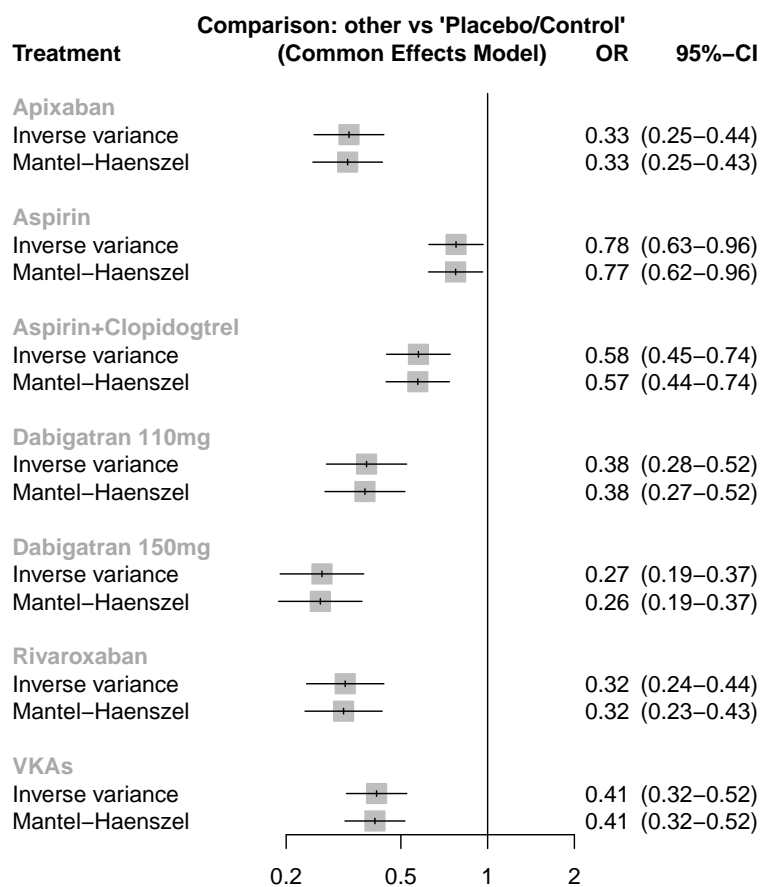 Comparison: other vs 'Placebo/Control'
Treatment (Common Effects Model) OR 95%−CI
Apixaban
Inverse variance 0.33 (0.25−0.44)
Mantel−Haenszel 0.33 (0.25−0.43)
Aspirin
Inverse variance 0.78 (0.63−0.96)
Mantel−Haenszel 0.77 (0.62−0.96)
Aspirin+Clopidogtrel
Inverse variance 0.58 (0.45−0.74)
Mantel−Haenszel 0.57 (0.44−0.74)
Dabigatran 110mg
Inverse variance 0.38 (0.28−0.52)
Mantel−Haenszel 0.38 (0.27−0.52)
Dabigatran 150mg
Inverse variance 0.27 (0.19−0.37)
Mantel−Haenszel 0.26 (0.19−0.37)
Rivaroxaban
Inverse variance 0.32 (0.24−0.44)
Mantel−Haenszel 0.32 (0.23−0.43)
VKAs
Inverse variance 0.41 (0.32−0.52)
Mantel−Haenszel 0.41 (0.32−0.52)
0.2 0.5 1 2